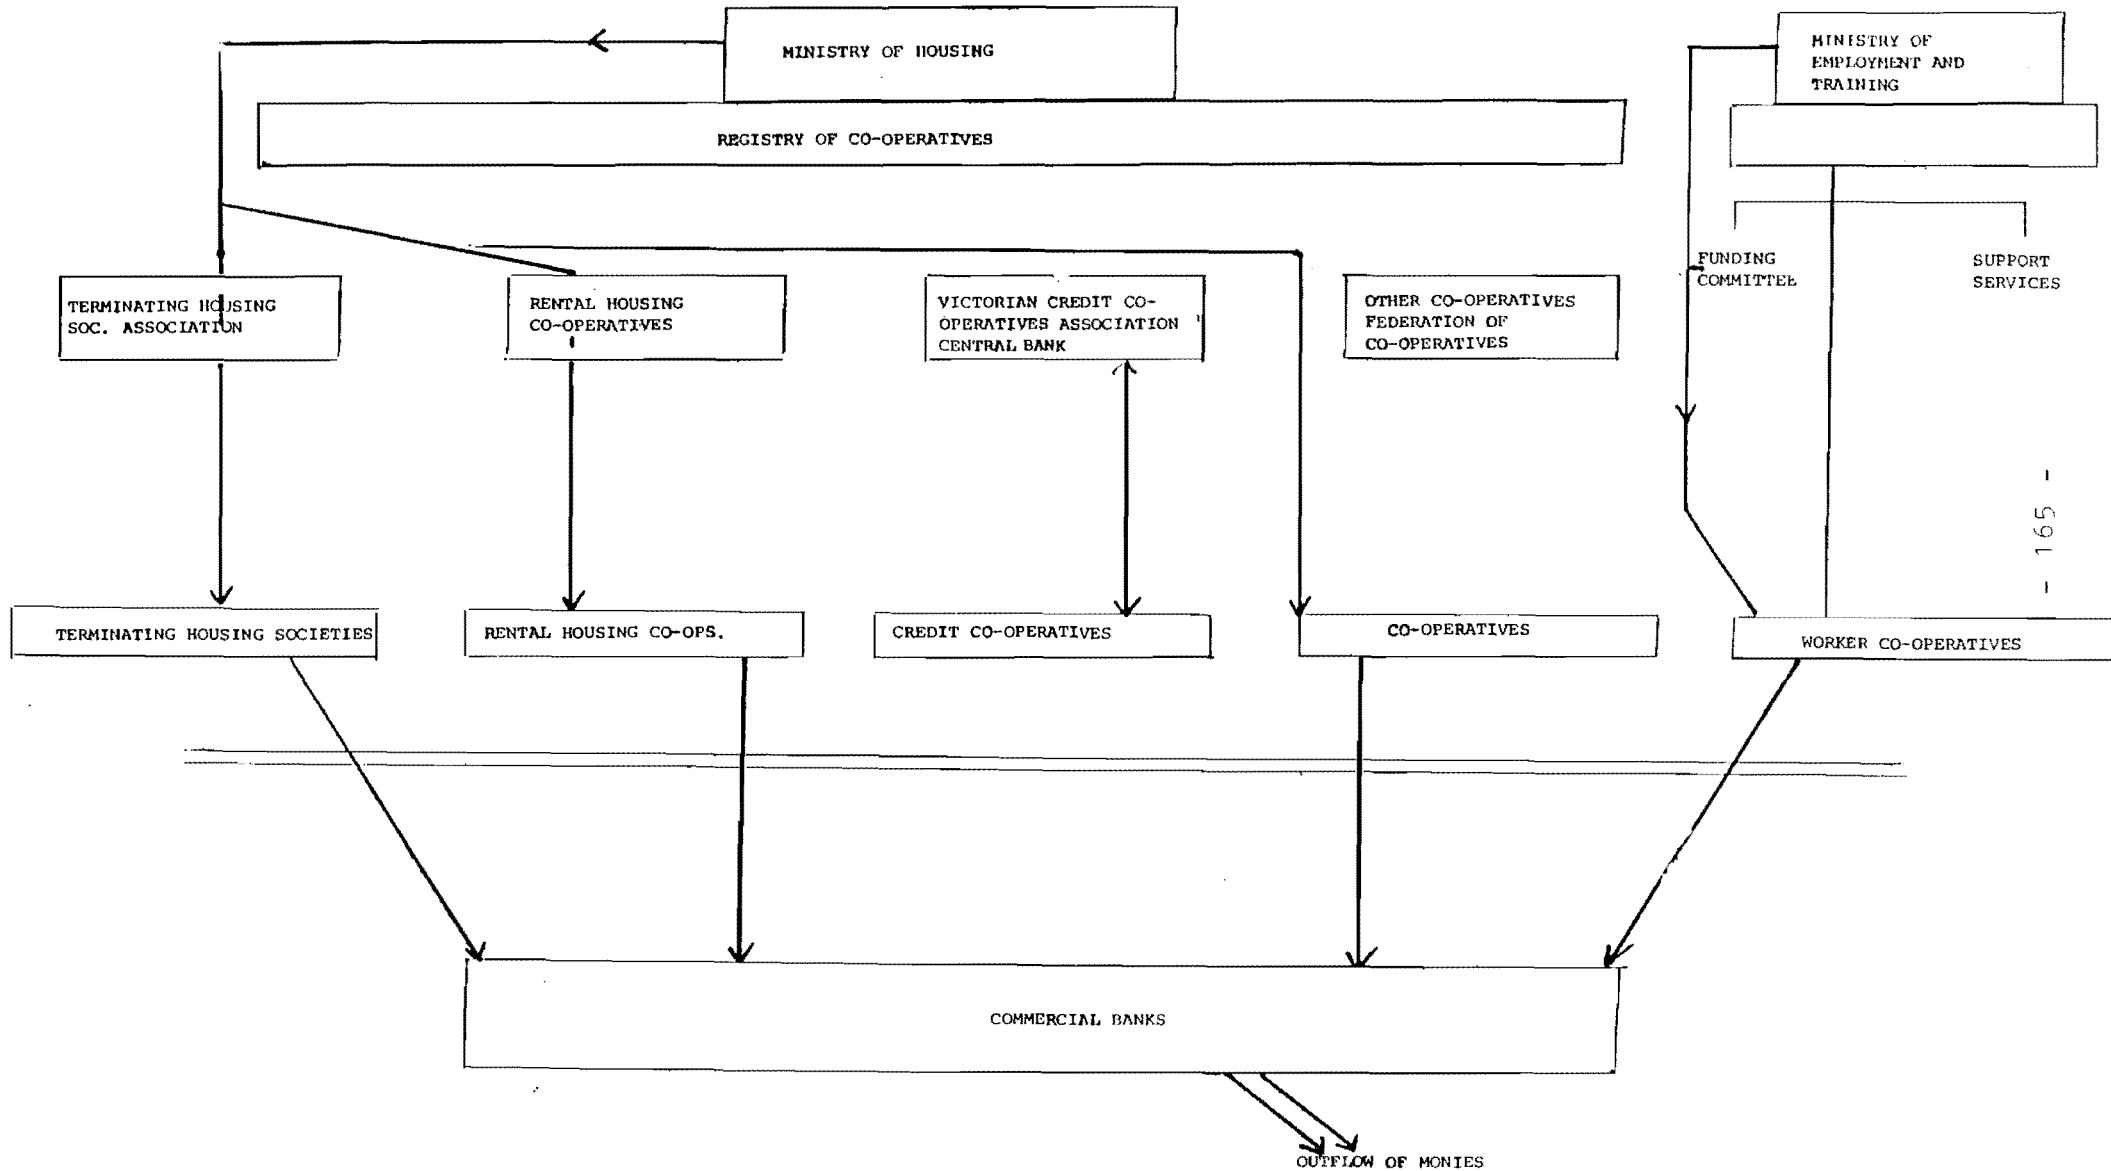 MINISTRY OF HOUSING
MINISTRY OF
EMPLOYMENT AND
TRAINING
REGISTRY OF CO-OPERATIVES
FUNDING
COMMITTEE
SUPPORT
SERVICES
TERMINATING HOUSING
SOC. ASSOCIATION
RENTAL HOUSING
CO-OPERATIVES
VICTORIAN CREDIT CO-
OPERATIVES ASSOCIATION
CENTRAL BANK
OTHER CO-OPERATIVES
FEDERATION OF
CO-OPERATIVES
- 165 -
TERMINATING HOUSING SOCIETIES
RENTAL HOUSING CO-OPS.
CREDIT CO-OPERATIVES
CO-OPERATIVES
WORKER CO-OPERATIVES
COMMERCIAL BANKS
OUTFLOW OF MONIES